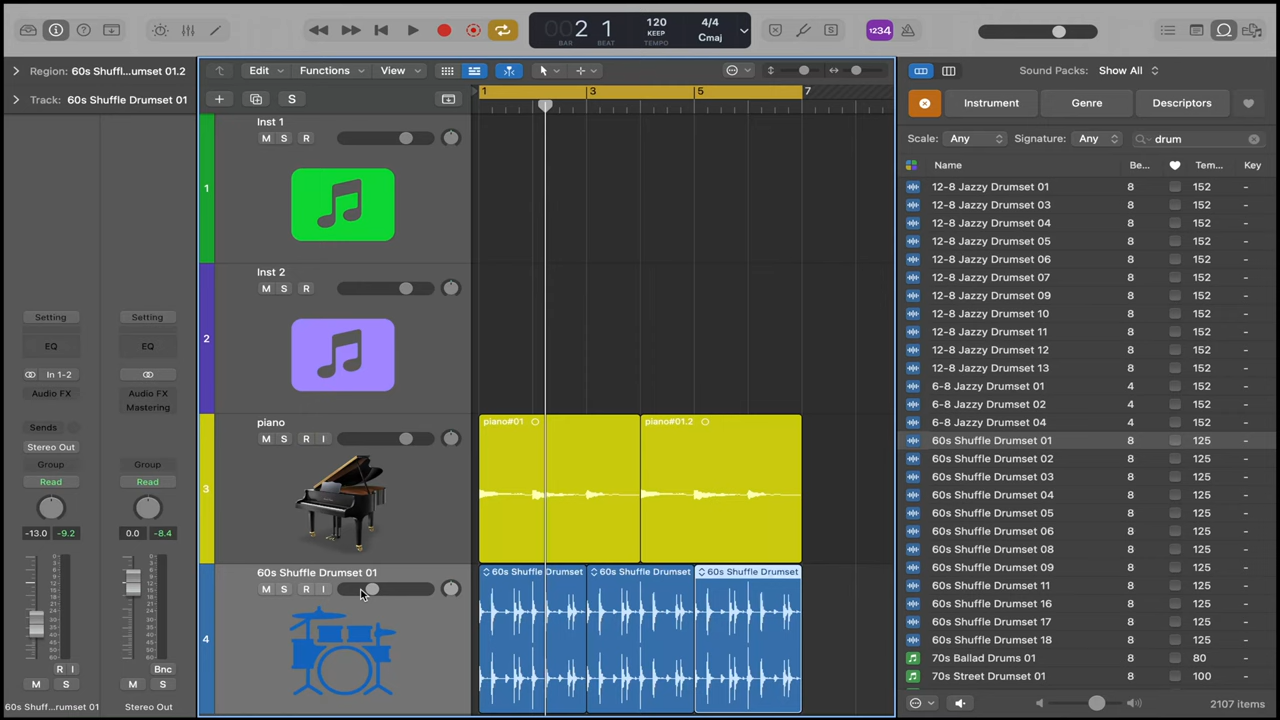 1234
2 1
BAR BEAT
120
KEEP
TEMPO
4/4
Cmaj
Region: 60s Shuffl...umset 01.2
Track: 60s Shuffle Drumset 01
Edit Functions View
S
1 3 5 7
Inst 1
M S R
1
Inst 2
M S R
2
piano
M S R I
3
piano#01
piano#01.2
60s Shuffle Drumset 01
M S R I
4
60s Shuffle Drumset
60s Shuffle Drumset
60s Shuffle Drumset
Setting Setting
EQ EQ
In 1-2
Audio FX Audio FX
Mastering
Sends
Stereo Out
Group Group
Read Read
-13.0 -9.2 0.0 -8.4
R I Bnc
M S M S
60s Shuff...rumset 01 Stereo Out
Sound Packs: Show All
Instrument Genre Descriptors
Scale: Any Signature: Any drum
Name Be... Tem... Key
12-8 Jazzy Drumset 01 8 152 -
12-8 Jazzy Drumset 03 8 152 -
12-8 Jazzy Drumset 04 8 152 -
12-8 Jazzy Drumset 05 8 152 -
12-8 Jazzy Drumset 06 8 152 -
12-8 Jazzy Drumset 07 8 152 -
12-8 Jazzy Drumset 09 8 152 -
12-8 Jazzy Drumset 10 8 152 -
12-8 Jazzy Drumset 11 8 152 -
12-8 Jazzy Drumset 12 8 152 -
12-8 Jazzy Drumset 13 8 152 -
6-8 Jazzy Drumset 01 4 152 -
6-8 Jazzy Drumset 02 4 152 -
6-8 Jazzy Drumset 04 4 152 -
60s Shuffle Drumset 01 8 125 -
60s Shuffle Drumset 02 8 125 -
60s Shuffle Drumset 03 8 125 -
60s Shuffle Drumset 04 8 125 -
60s Shuffle Drumset 05 8 125 -
60s Shuffle Drumset 06 8 125 -
60s Shuffle Drumset 08 8 125 -
60s Shuffle Drumset 09 8 125 -
60s Shuffle Drumset 11 8 125 -
60s Shuffle Drumset 16 8 125 -
60s Shuffle Drumset 17 8 125 -
60s Shuffle Drumset 18 8 125 -
70s Ballad Drums 01 8 80 -
70s Street Drumset 01 8 100 -
2107 items